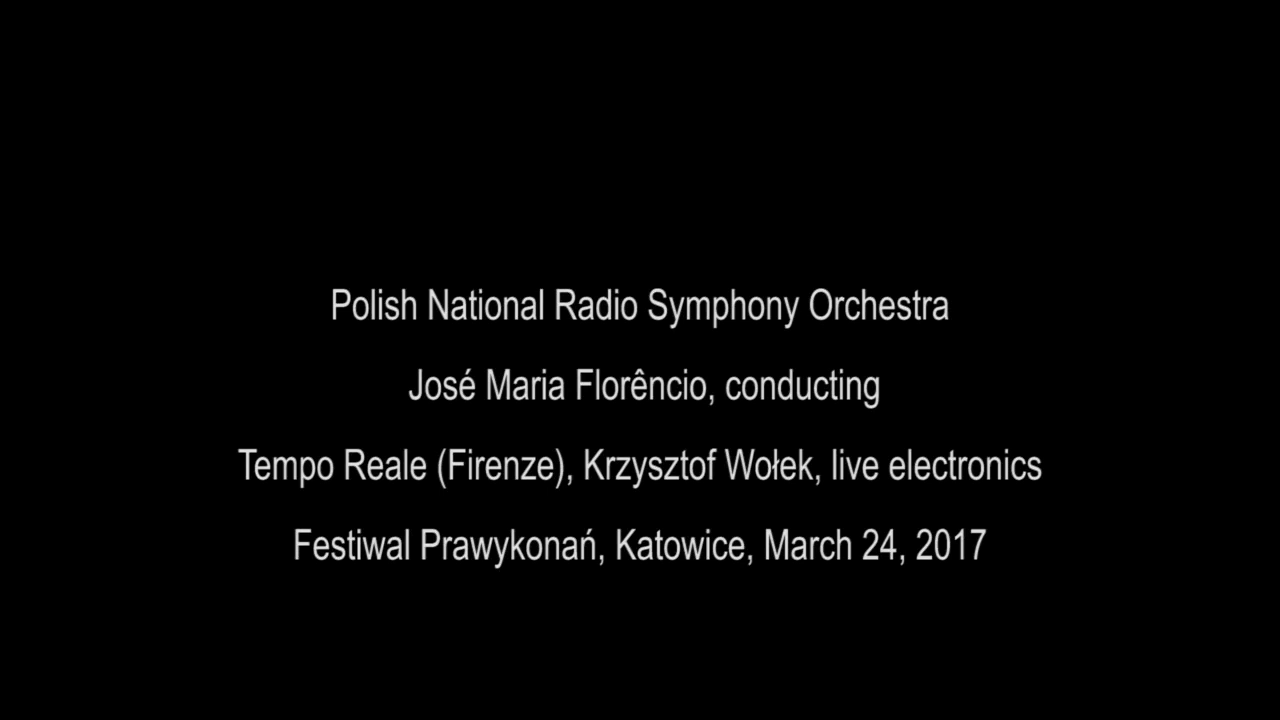 Polish National Radio Symphony Orchestra
José Maria Florêncio, conducting
Tempo Reale (Firenze), Krzysztof Wołek, live electronics
Festiwal Prawykonań, Katowice, March 24, 2017